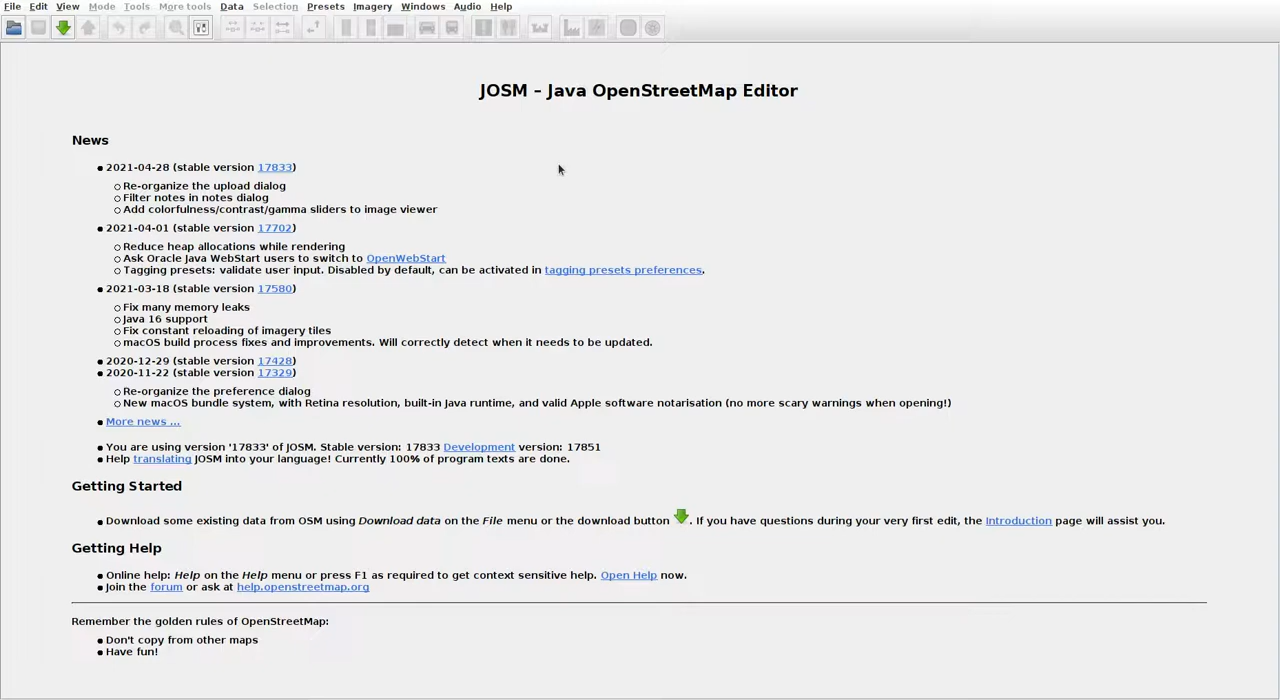 File Edit View Mode Tools More tools Data Selection Presets Imagery Windows Audio Help
JOSM – Java OpenStreetMap Editor
News
2021-04-28 (stable version 17833)
Re-organize the upload dialog
Filter notes in notes dialog
Add colorfulness/contrast/gamma sliders to image viewer
2021-04-01 (stable version 17702)
Reduce heap allocations while rendering
Ask Oracle Java WebStart users to switch to OpenWebStart
Tagging presets: validate user input. Disabled by default, can be activated in tagging presets preferences.
2021-03-18 (stable version 17580)
Fix many memory leaks
Java 16 support
Fix constant reloading of imagery tiles
macOS build process fixes and improvements. Will correctly detect when it needs to be updated.
2020-12-29 (stable version 17428)
2020-11-22 (stable version 17329)
Re-organize the preference dialog
New macOS bundle system, with Retina resolution, built-in Java runtime, and valid Apple software notarisation (no more scary warnings when opening!)
More news ...
You are using version '17833' of JOSM. Stable version: 17833 Development version: 17851
Help translating JOSM into your language! Currently 100% of program texts are done.
Getting Started
Download some existing data from OSM using Download data on the File menu or the download button . If you have questions during your very first edit, the Introduction page will assist you.
Getting Help
Online help: Help on the Help menu or press F1 as required to get context sensitive help. Open Help now.
Join the forum or ask at help.openstreetmap.org
Remember the golden rules of OpenStreetMap:
Don't copy from other maps
Have fun!